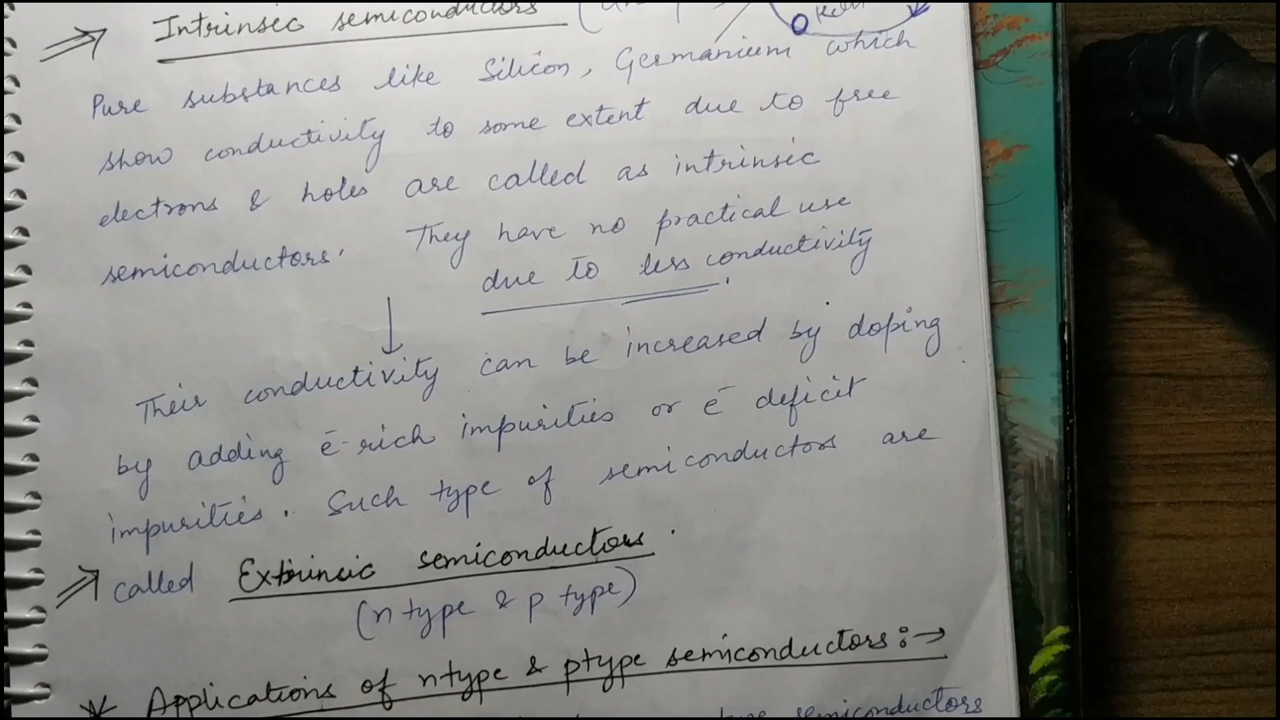 ⇒ Intrinsic semiconductors
Pure substances like Silicon, Germanium which
show conductivity to some extent due to free
electrons & holes are called as intrinsic
semiconductors. They have no practical use
due to less conductivity.
↓
Their conductivity can be increased by doping
by adding ē-rich impurities or ē deficit
impurities. Such type of semiconductors are
⇒ called Extrinsic semiconductors.
(n type & p type)
Applications of n type & p type semiconductors :→
semiconductors